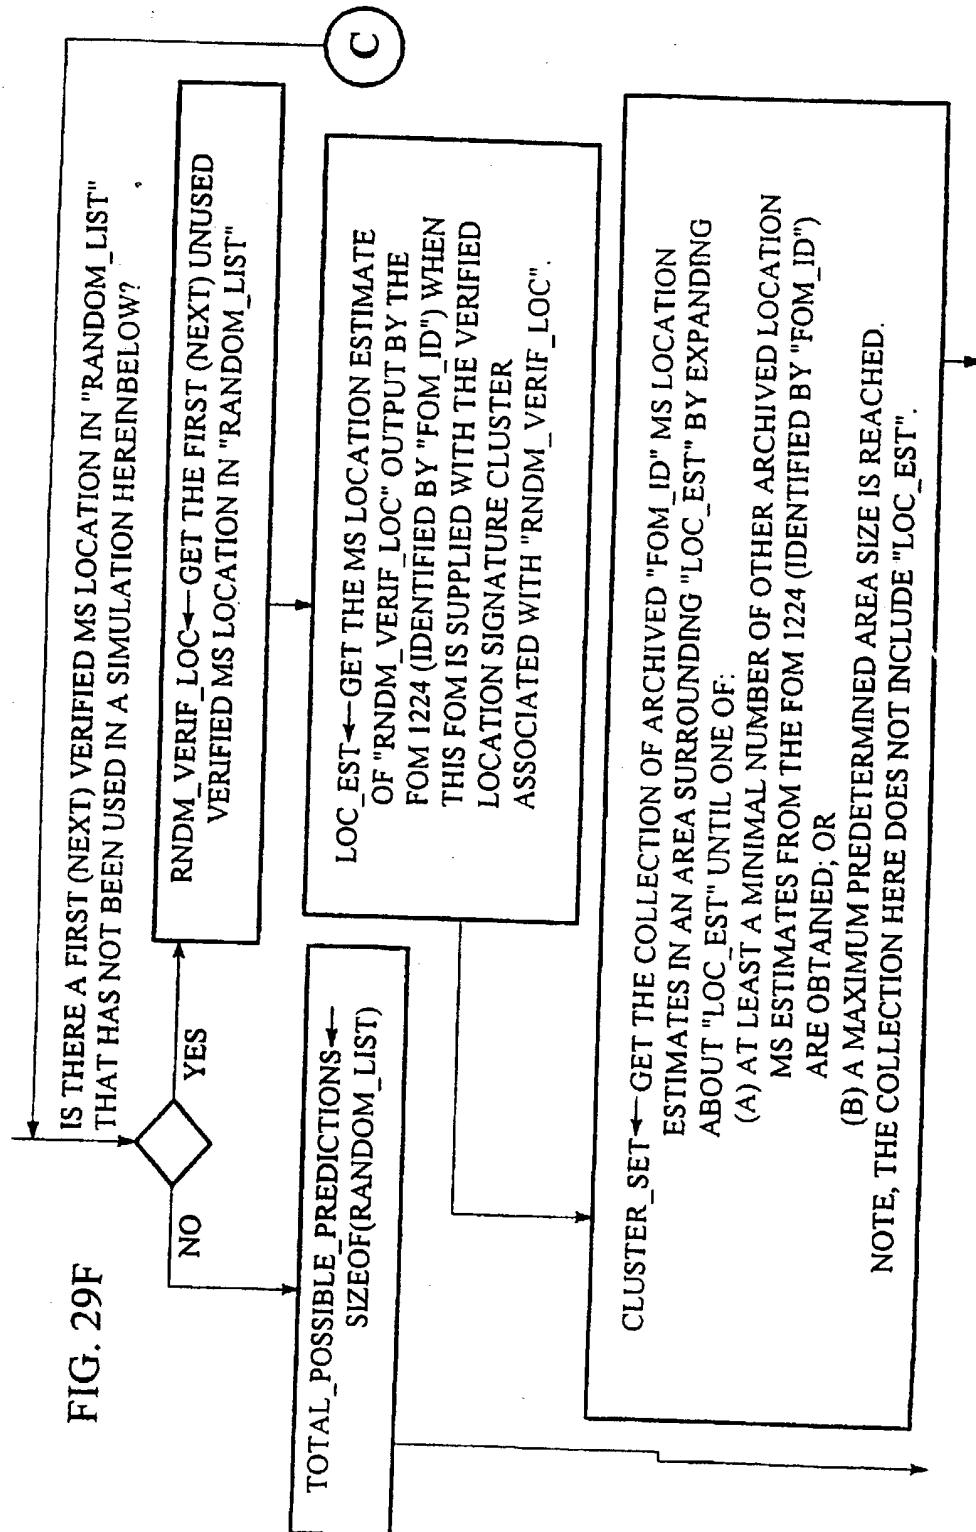 FIG. 29F
IS THERE A FIRST (NEXT) VERIFIED MS LOCATION IN "RANDOM_LIST"
THAT HAS NOT BEEN USED IN A SIMULATION HEREINBELOW?
C
NO
YES
RNDM_VERIF_LOC←GET THE FIRST (NEXT) UNUSED
VERIFIED MS LOCATION IN "RANDOM_LIST"
TOTAL_POSSIBLE_PREDICTIONS←
SIZEOF(RANDOM_LIST)
LOC_EST←GET THE MS LOCATION ESTIMATE
OF "RNDM_VERIF_LOC" OUTPUT BY THE
FOM 1224 (IDENTIFIED BY "FOM_ID") WHEN
THIS FOM IS SUPPLIED WITH THE VERIFIED
LOCATION SIGNATURE CLUSTER
ASSOCIATED WITH "RNDM_VERIF_LOC".
CLUSTER_SET←GET THE COLLECTION OF ARCHIVED "FOM_ID" MS LOCATION
ESTIMATES IN AN AREA SURROUNDING "LOC_EST" BY EXPANDING
ABOUT "LOC_EST" UNTIL ONE OF:
(A) AT LEAST A MINIMAL NUMBER OF OTHER ARCHIVED LOCATION
MS ESTIMATES FROM THE FOM 1224 (IDENTIFIED BY "FOM_ID")
ARE OBTAINED; OR
(B) A MAXIMUM PREDETERMINED AREA SIZE IS REACHED.
NOTE, THE COLLECTION HERE DOES NOT INCLUDE "LOC_EST".